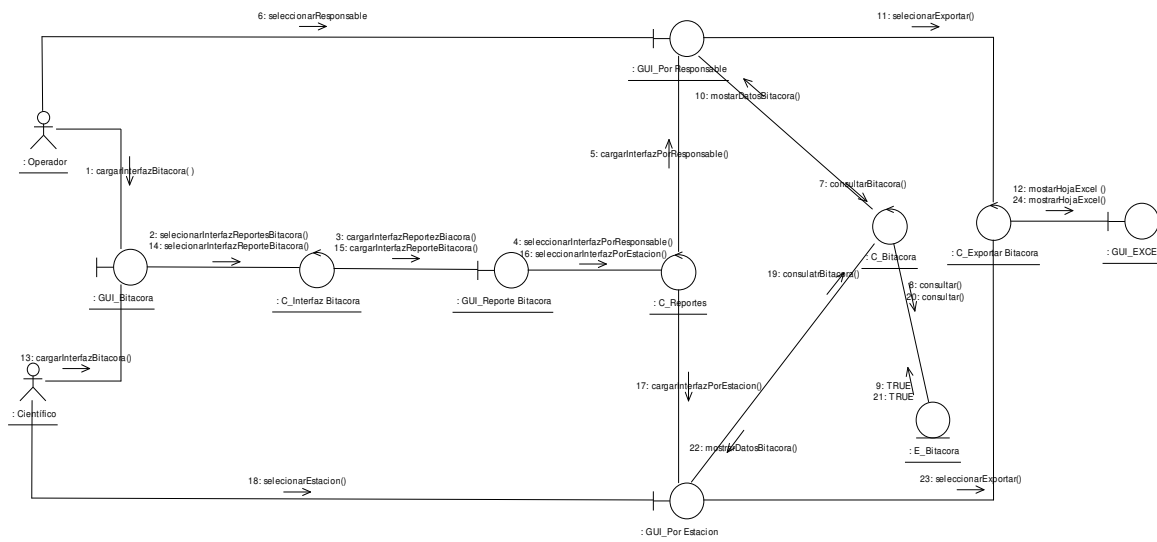 6: seleccionarResponsable
11: selecionarExportar()
: GUI_Por Responsable
10: mostarDatosBitacora()
: Operador
1: cargarInterfazBitacora( )
5: cargarInterfazPorResponsable()
7: consultarBitacora()
12: mostarHojaExcel ()
24: mostrarHojaExcel()
2: selecionarInterfazReportesBitacora()
14: selecionarInterfazReporteBitacora()
3: cargarInterfazReportezBiacora()
15: cargarInterfazReporteBitacora()
4: seleccionarInterfazPorResponsable()
16: seleccionarInterfazPorEstacion()
: C_Bitacora
: C_Exportar Bitacora
: GUI_EXCE
19: consulatrBitacora()
: GUI_Bitacora
: C_Interfaz Bitacora
: GUI_Reporte Bitacora
: C_Reportes
8: consultar()
20: consultar()
13: cargarInterfazBitacora()
17: cargarInterfazPorEstacion()
9: TRUE
21: TRUE
: Científico
22: mostrarDatosBitacora()
: E_Bitacora
18: selecionarEstacion()
23: seleccionarExportar()
: GUI_Por Estacion